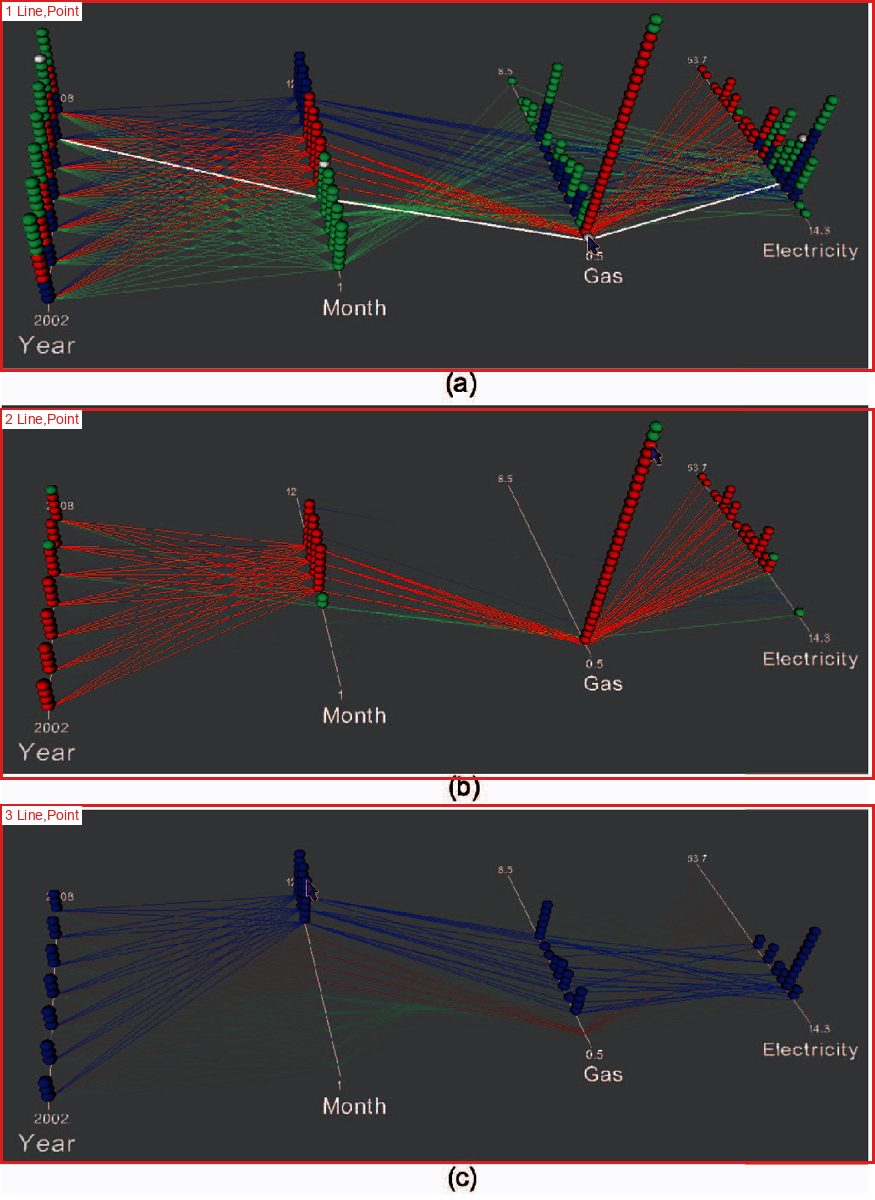 1 Line,Point
08
12
8.5
53.7
2002
Year
1
Month
0.5
Gas
14.3
Electricity
(a)
2 Line,Point
08
12
8.5
53.7
2002
Year
1
Month
0.5
Gas
14.3
Electricity
(b)
3 Line,Point
08
12
8.5
53.7
2002
Year
1
Month
0.5
Gas
14.3
Electricity
(c)